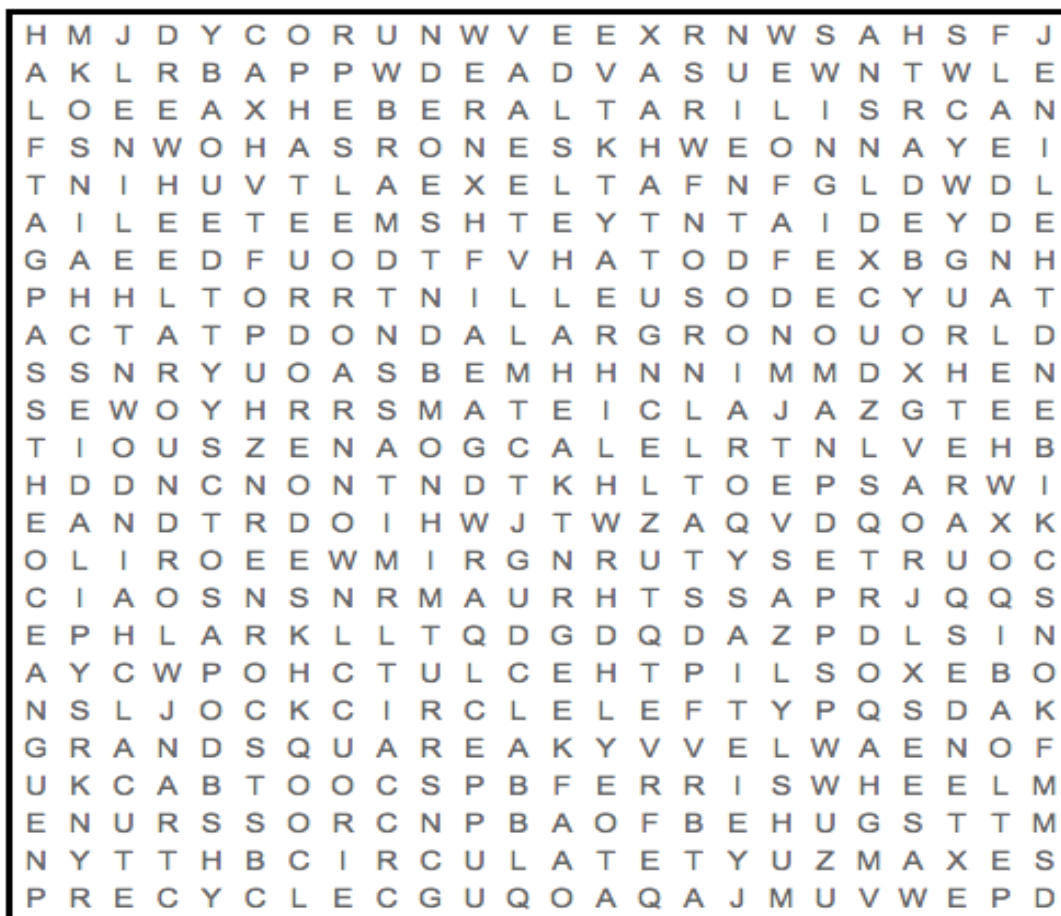 H M J D Y C O R U N W V E E X R N W S A H S F J
A K L R B A P P W D E A D V A S U E W N T W L E
L O E E A X H E B E R A L T A R I L I S R C A N
F S N W O H A S R O N E S K H W E O N N A Y E I
T N I H U V T L A E X E L T A F N F G L D W D L
A I L E E T E E M S H T E Y T N T A I D E Y D E
G A E E D F U O D T F V H A T O D F E X B G N H
P H H L T O R R T N I L L E U S O D E C Y U A T
A C T A T P D O N D A L A R G R O N O U O R L D
S S N R Y U O A S B E M H H N N I M M D X H E N
S E W O Y H R R S M A T E I C L A J A Z G T E E
T I O U S Z E N A O G C A L E L R T N L V E H B
H D D N C N O N T N D T K H L T O E P S A R W I
E A N D T R D O I H W J T W Z A Q V D Q O A X K
O L I R O E E W M I R G N R U T Y S E T R U O C
C I A O S N S N R M A U R H T S S A P R J Q Q S
E P H L A R K L L T Q D G D Q D A Z P D L S I N
A Y C W P O H C T U L C E H T P I L S O X E B O
N S L J O C K C I R C L E L E F T Y P Q S D A K
G R A N D S Q U A R E A K Y V V E L W A E N O F
U K C A B T O O C S P B F E R R I S W H E E L M
E N U R S S O R C N P B A O F B E H U G S T T M
N Y T T H B C I R C U L A T E T Y U Z M A X E S
P R E C Y C L E C G U Q O A Q A J M U V W E P D